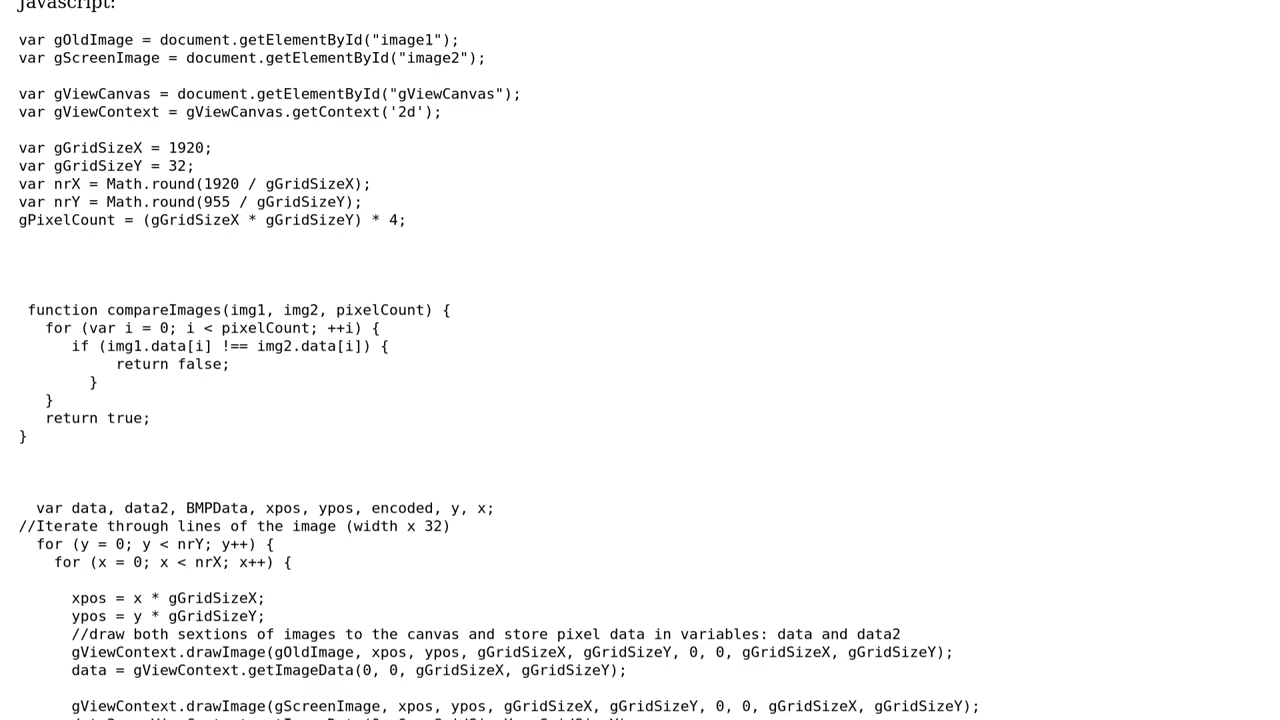 Javascript:
var gOldImage = document.getElementById("image1");
var gScreenImage = document.getElementById("image2");
var gViewCanvas = document.getElementById("gViewCanvas");
var gViewContext = gViewCanvas.getContext('2d');
var gGridSizeX = 1920;
var gGridSizeY = 32;
var nrX = Math.round(1920 / gGridSizeX);
var nrY = Math.round(955 / gGridSizeY);
gPixelCount = (gGridSizeX * gGridSizeY) * 4;
function compareImages(img1, img2, pixelCount) {
for (var i = 0; i < pixelCount; ++i) {
if (img1.data[i] !== img2.data[i]) {
return false;
}
}
return true;
}
var data, data2, BMPData, xpos, ypos, encoded, y, x;
//Iterate through lines of the image (width x 32)
for (y = 0; y < nrY; y++) {
for (x = 0; x < nrX; x++) {
xpos = x * gGridSizeX;
ypos = y * gGridSizeY;
//draw both sextions of images to the canvas and store pixel data in variables: data and data2
gViewContext.drawImage(gOldImage, xpos, ypos, gGridSizeX, gGridSizeY, 0, 0, gGridSizeX, gGridSizeY);
data = gViewContext.getImageData(0, 0, gGridSizeX, gGridSizeY);
gViewContext.drawImage(gScreenImage, xpos, ypos, gGridSizeX, gGridSizeY, 0, 0, gGridSizeX, gGridSizeY);